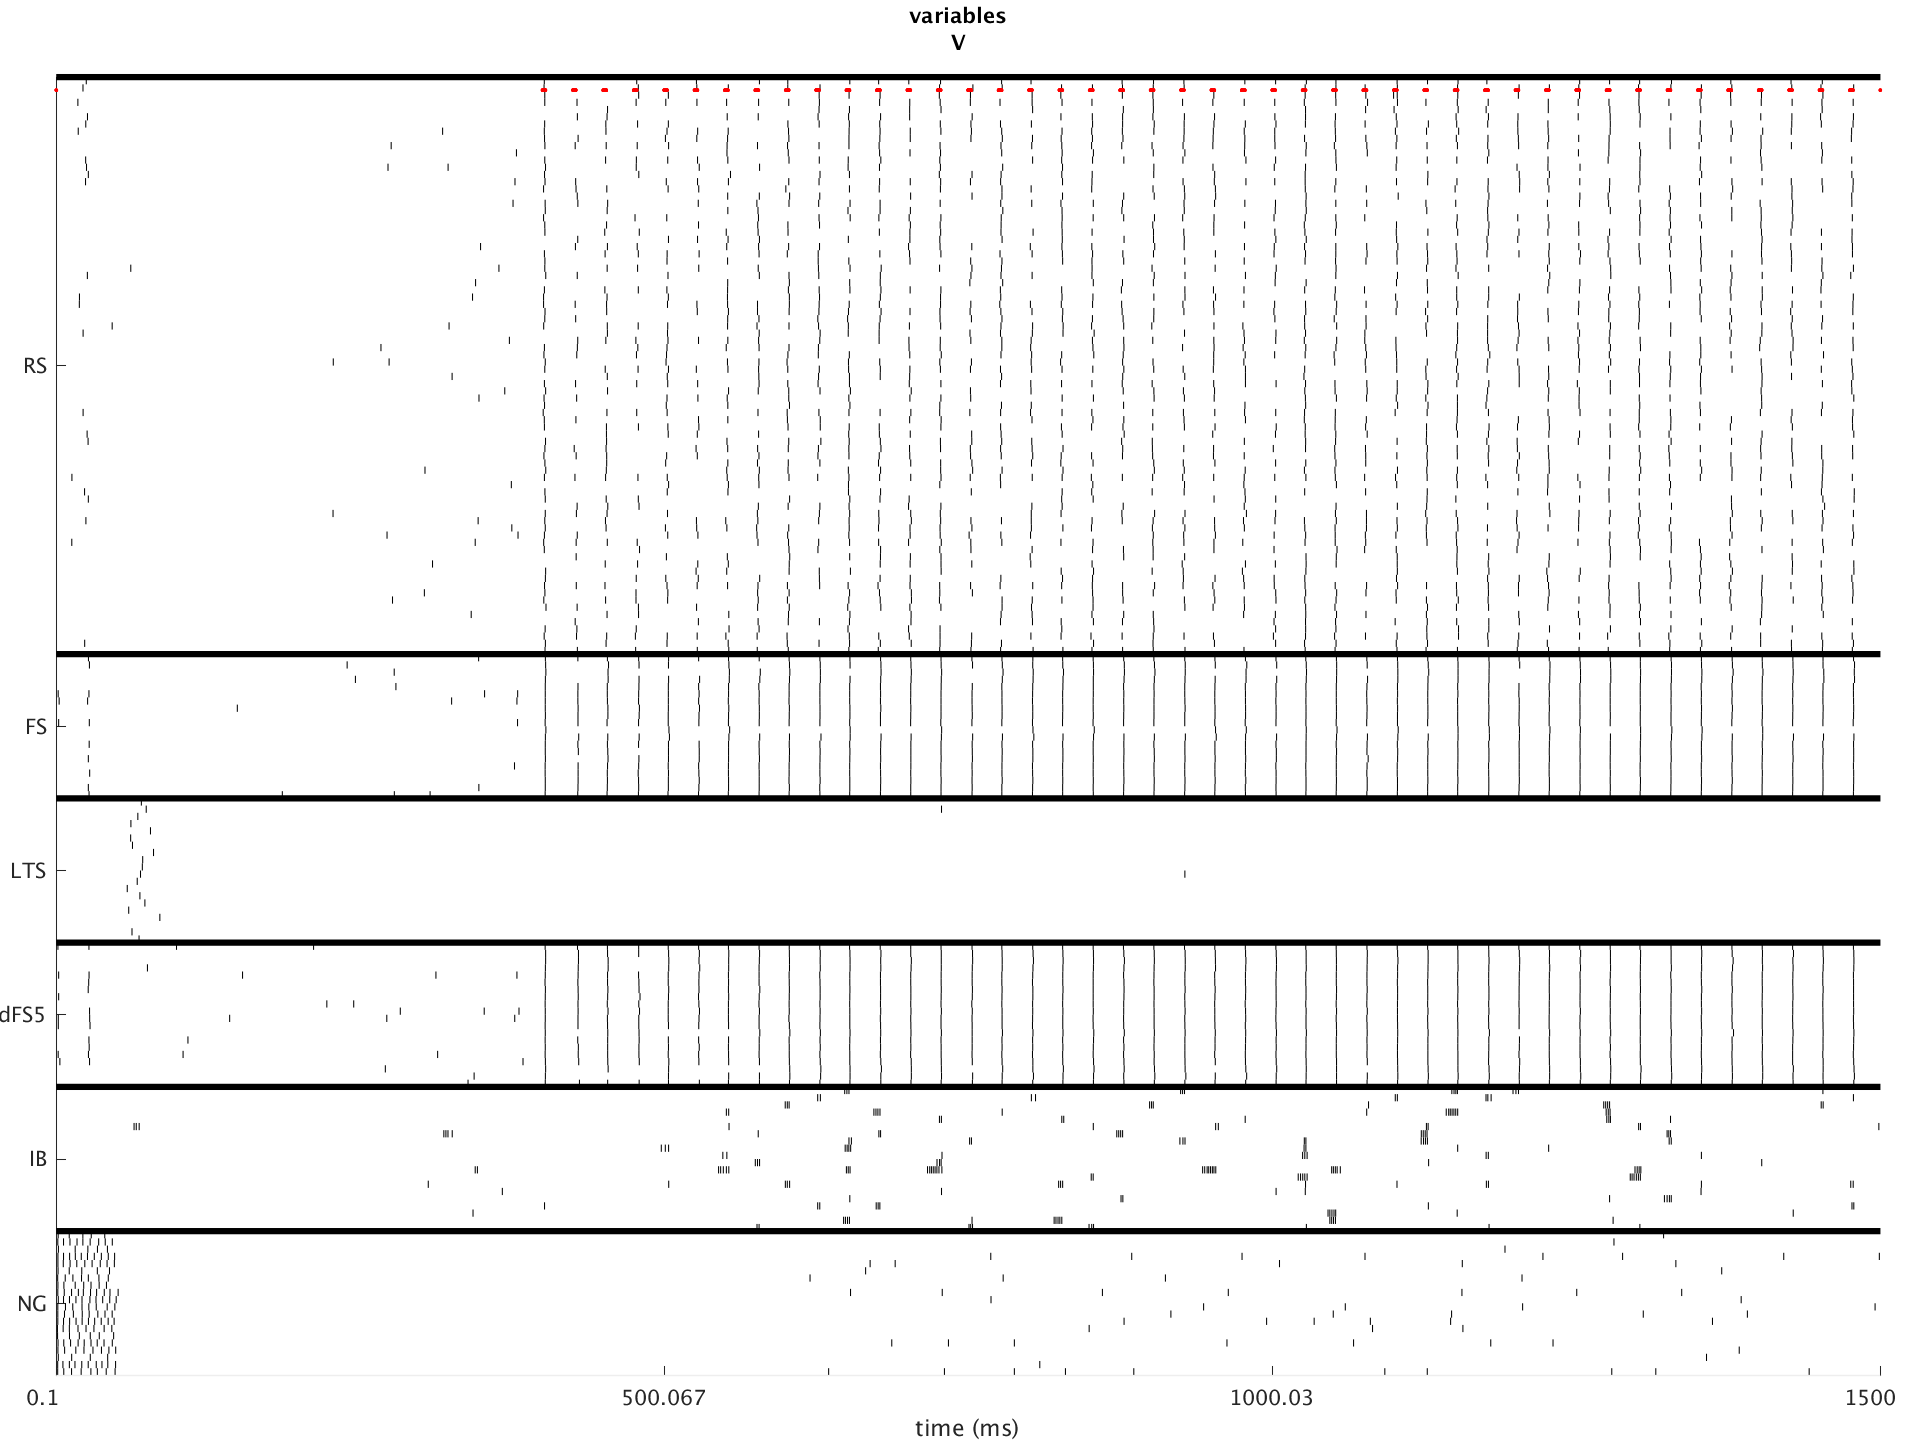 variables
V
RS
FS
LTS
dFS5
IB
NG
0.1
500.067
1000.03
1500
time (ms)